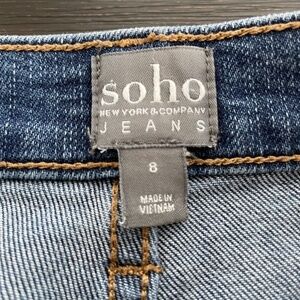 soho
NEW YORK & COMPANY
JEANS
8
MADE IN
VIETNAM